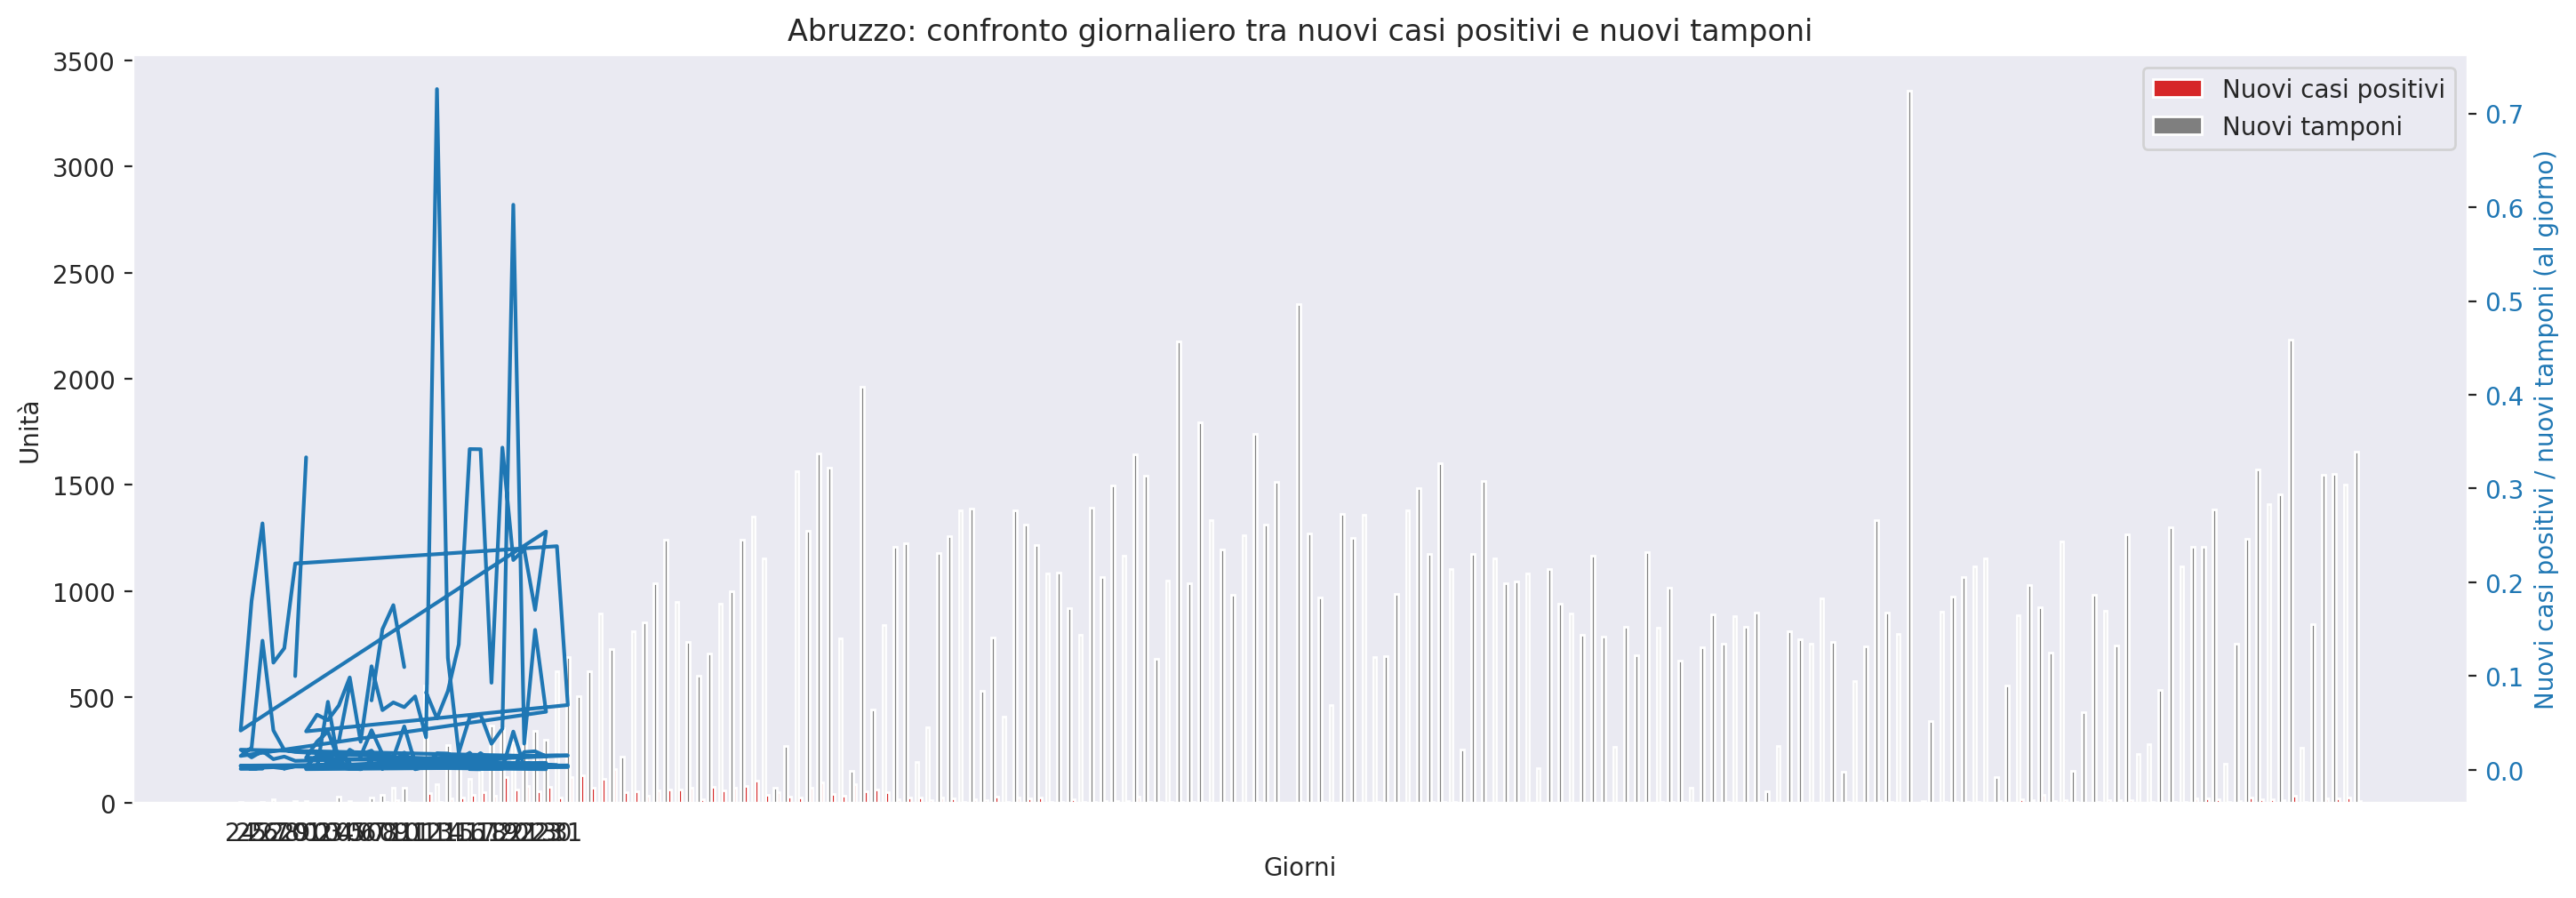 Abruzzo: confronto giornaliero tra nuovi casi positivi e nuovi tamponi
3500
3000
2500
2000
1500
1000
500
0
Unità
Nuovi casi positivi
Nuovi tamponi
0.7
0.6
0.5
0.4
0.3
0.2
0.1
0.0
Nuovi casi positivi / nuovi tamponi (al giorno)
Giorni